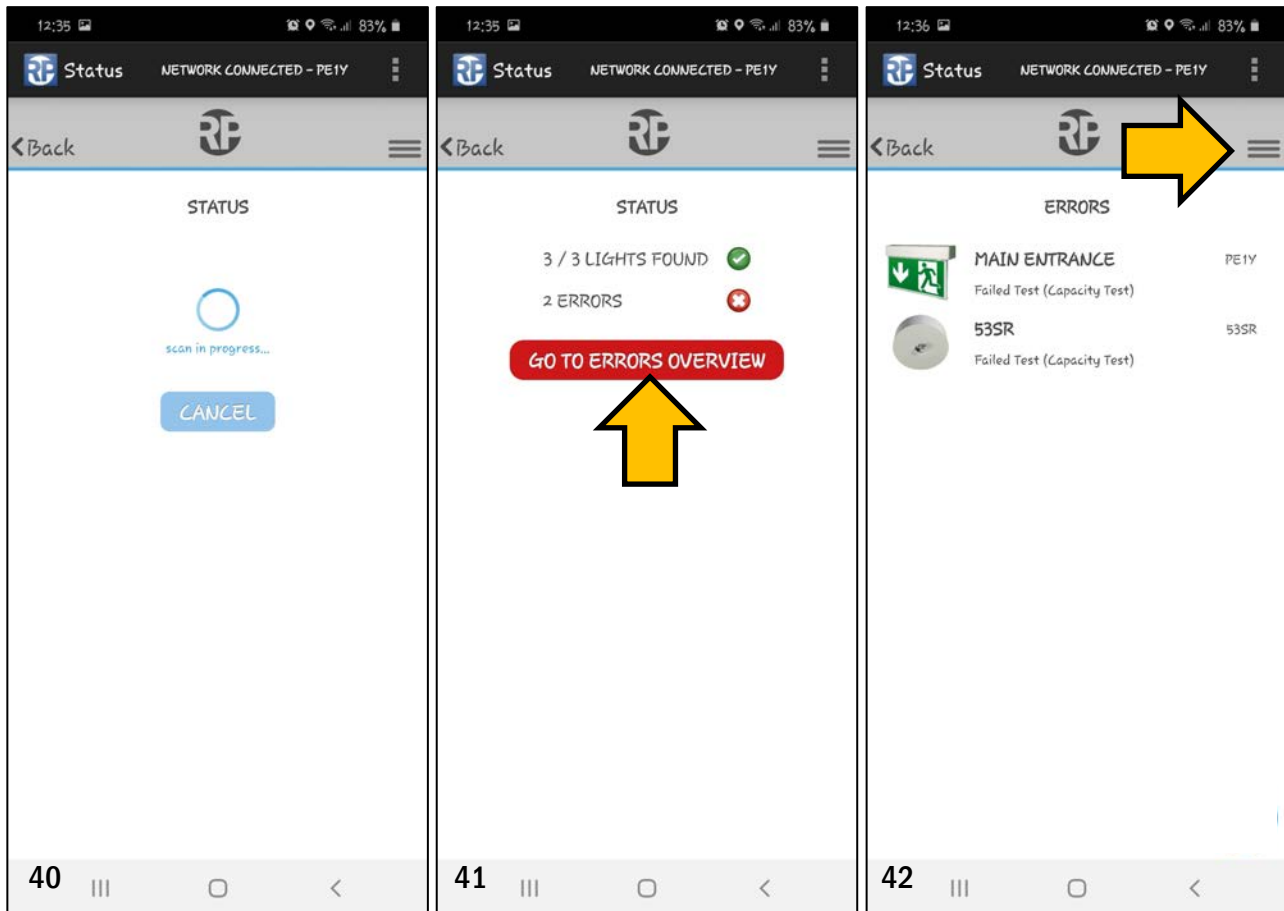 12:35 83%
Status NETWORK CONNECTED - PE1Y
RP
Back
STATUS
scan in progress...
CANCEL
40
12:35 83%
Status NETWORK CONNECTED - PE1Y
RP
Back
STATUS
3 / 3 LIGHTS FOUND
2 ERRORS
GO TO ERRORS OVERVIEW
41
12:36 83%
Status NETWORK CONNECTED - PE1Y
RP
Back
ERRORS
MAIN ENTRANCE PE1Y
Failed Test (Capacity Test)
53SR 53SR
Failed Test (Capacity Test)
42